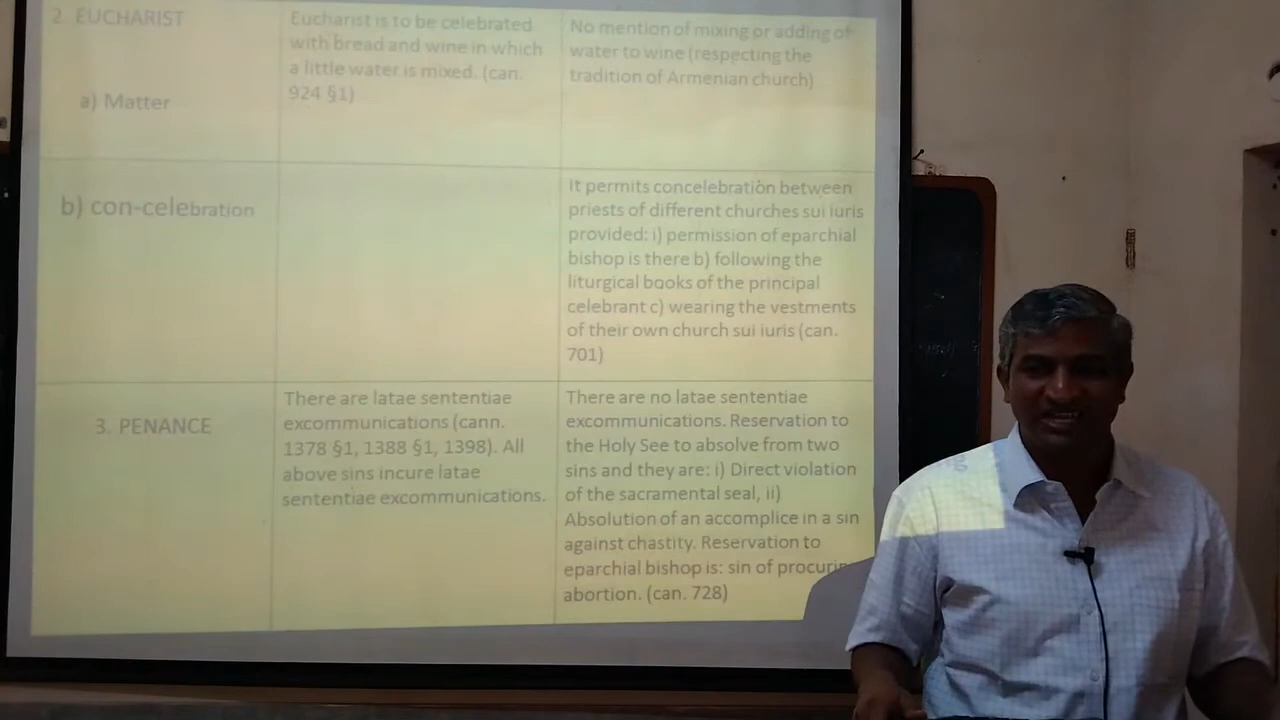 2. EUCHARIST
a) Matter
Eucharist is to be celebrated
with bread and wine in which
a little water is mixed. (can.
924 §1)
No mention of mixing or adding of
water to wine (respecting the
tradition of Armenian church)
b) con-celebration
It permits concelebration between
priests of different churches sui iuris
provided: i) permission of eparchial
bishop is there b) following the
liturgical books of the principal
celebrant c) wearing the vestments
of their own church sui iuris (can.
701)
3. PENANCE
There are latae sententiae
excommunications (cann.
1378 §1, 1388 §1, 1398). All
above sins incure latae
sententiae excommunications.
There are no latae sententiae
excommunications. Reservation to
the Holy See to absolve from two
sins and they are: i) Direct violation
of the sacramental seal, ii)
Absolution of an accomplice in a sin
against chastity. Reservation to
eparchial bishop is: sin of procurin
abortion. (can. 728)